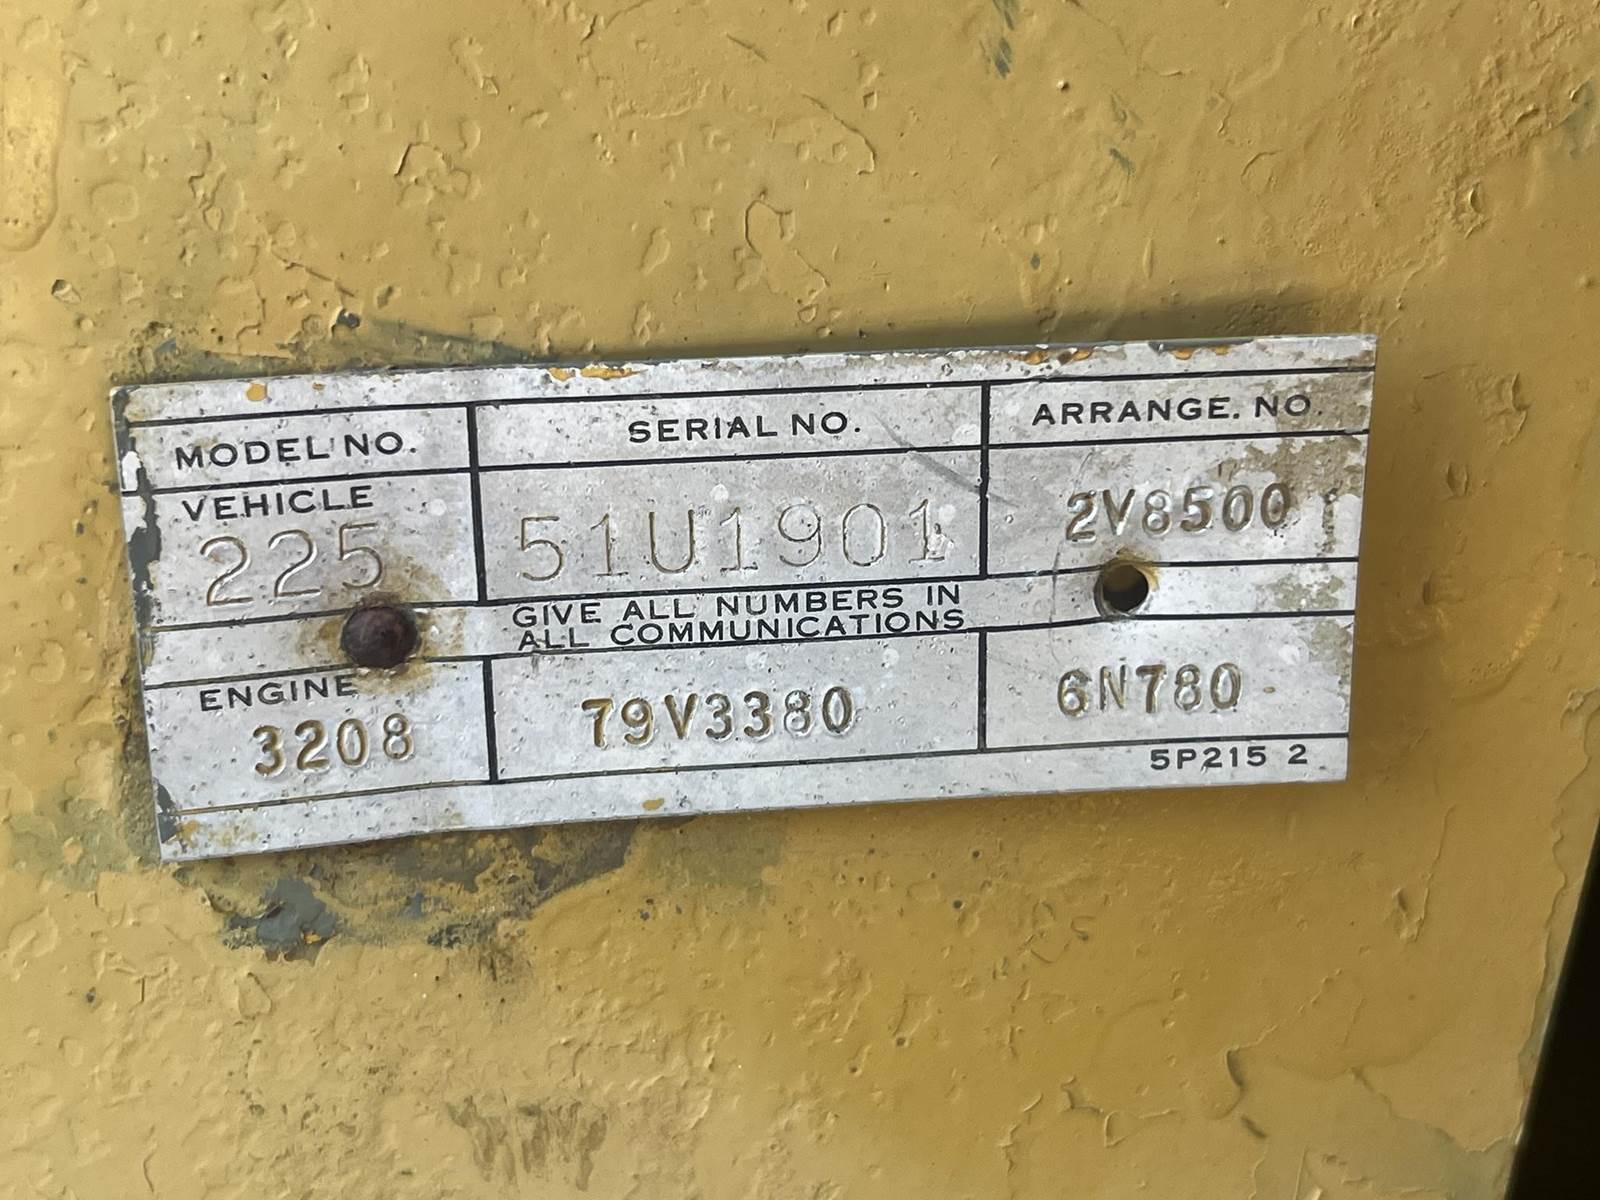 MODEL NO. SERIAL NO. ARRANGE. NO.
VEHICLE
225 51U1901 2V8500
GIVE ALL NUMBERS IN
ALL COMMUNICATIONS
ENGINE
3208 79V3380 6N780
5P215 2